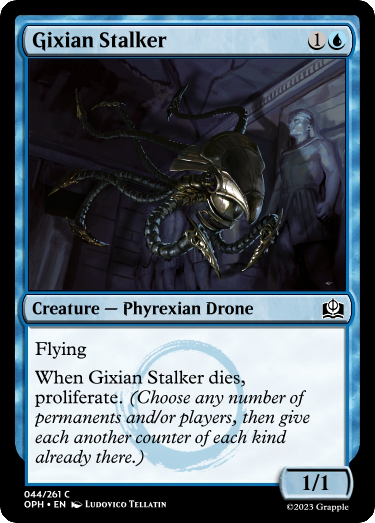 Gixian Stalker 1
Creature — Phyrexian Drone
Flying
When Gixian Stalker dies,
proliferate. (Choose any number of
permanents and/or players, then give
each another counter of each kind
already there.)
1/1
044/261 C
OPH • EN Ludovico Tellatin
©2023 Grapple